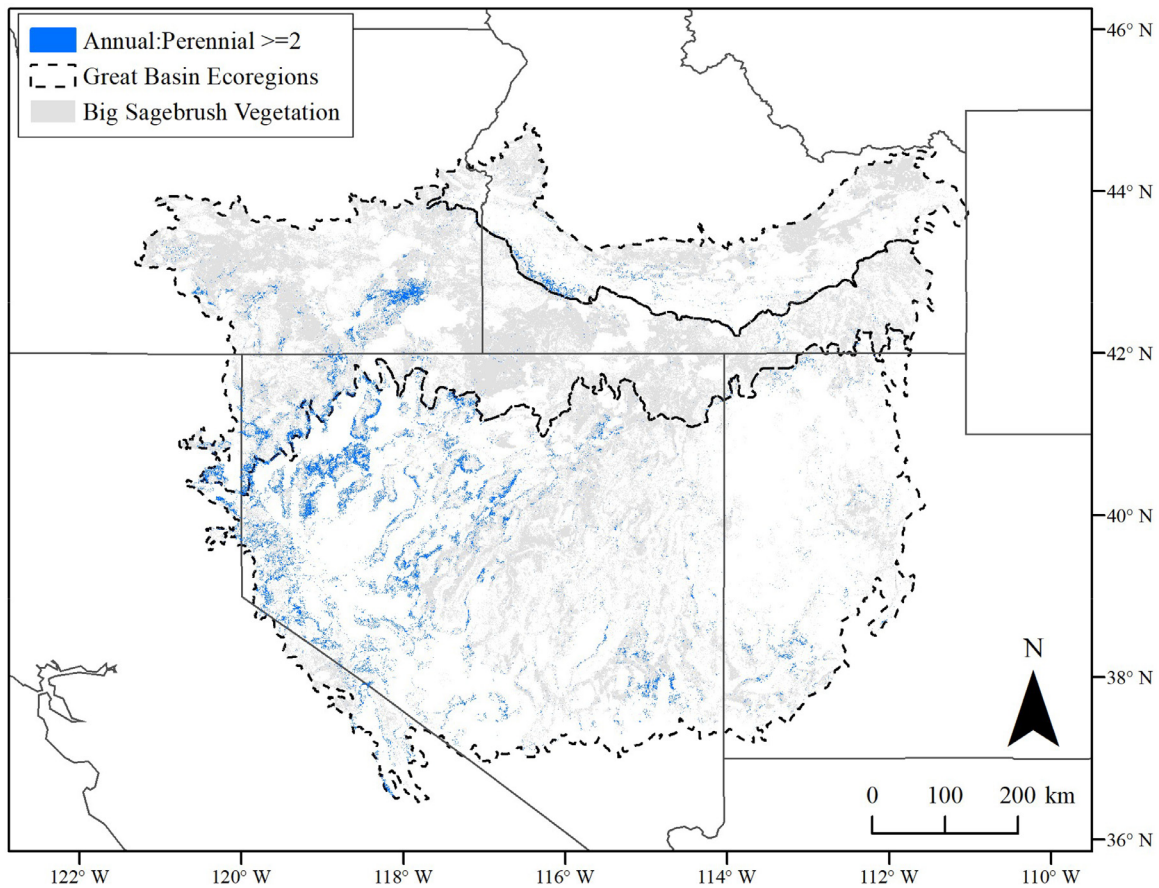 Annual:Perennial >=2
Great Basin Ecoregions
Big Sagebrush Vegetation
46° N
44° N
42° N
40° N
38° N
36° N
N
0 100 200 km
122° W 120° W 118° W 116° W 114° W 112° W 110° W